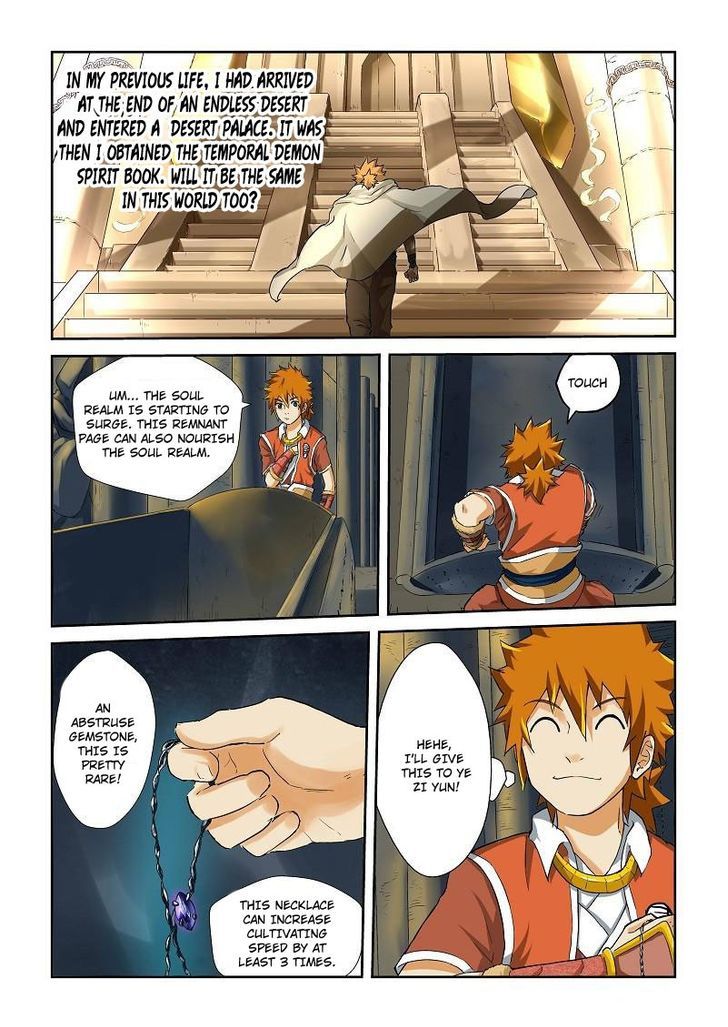 IN MY PREVIOUS LIFE, I HAD ARRIVED
AT THE END OF AN ENDLESS DESERT
AND ENTERED A DESERT PALACE. IT WAS
THEN I OBTAINED THE TEMPORAL DEMON
SPIRIT BOOK. WILL IT BE THE SAME
IN THIS WORLD TOO?
UM... THE SOUL
REALM IS STARTING TO
SURGE. THIS REMNANT
PAGE CAN ALSO NOURISH
THE SOUL REALM.
TOUCH
AN
ABSTRUSE
GEMSTONE,
THIS IS
PRETTY
RARE!
THIS NECKLACE
CAN INCREASE
CULTIVATING
SPEED BY AT
LEAST 3 TIMES.
HEHE,
I'LL GIVE
THIS TO YE
ZI YUN!